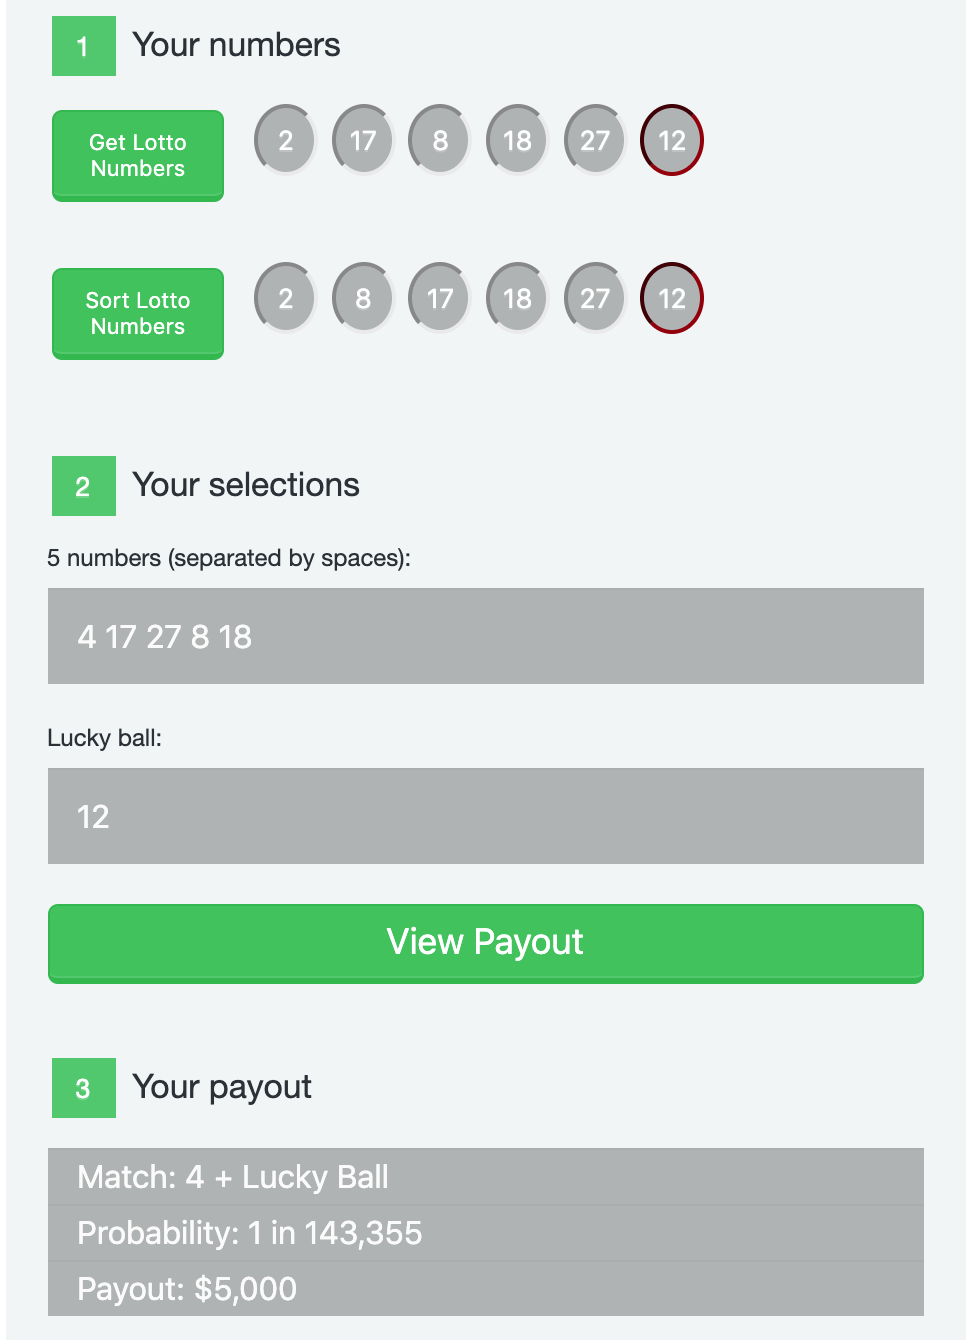 1 Your numbers
Get Lotto
Numbers
2 17 8 18 27 12
Sort Lotto
Numbers
2 8 17 18 27 12
2 Your selections
5 numbers (separated by spaces):
4 17 27 8 18
Lucky ball:
12
View Payout
3 Your payout
Match: 4 + Lucky Ball
Probability: 1 in 143,355
Payout: $5,000